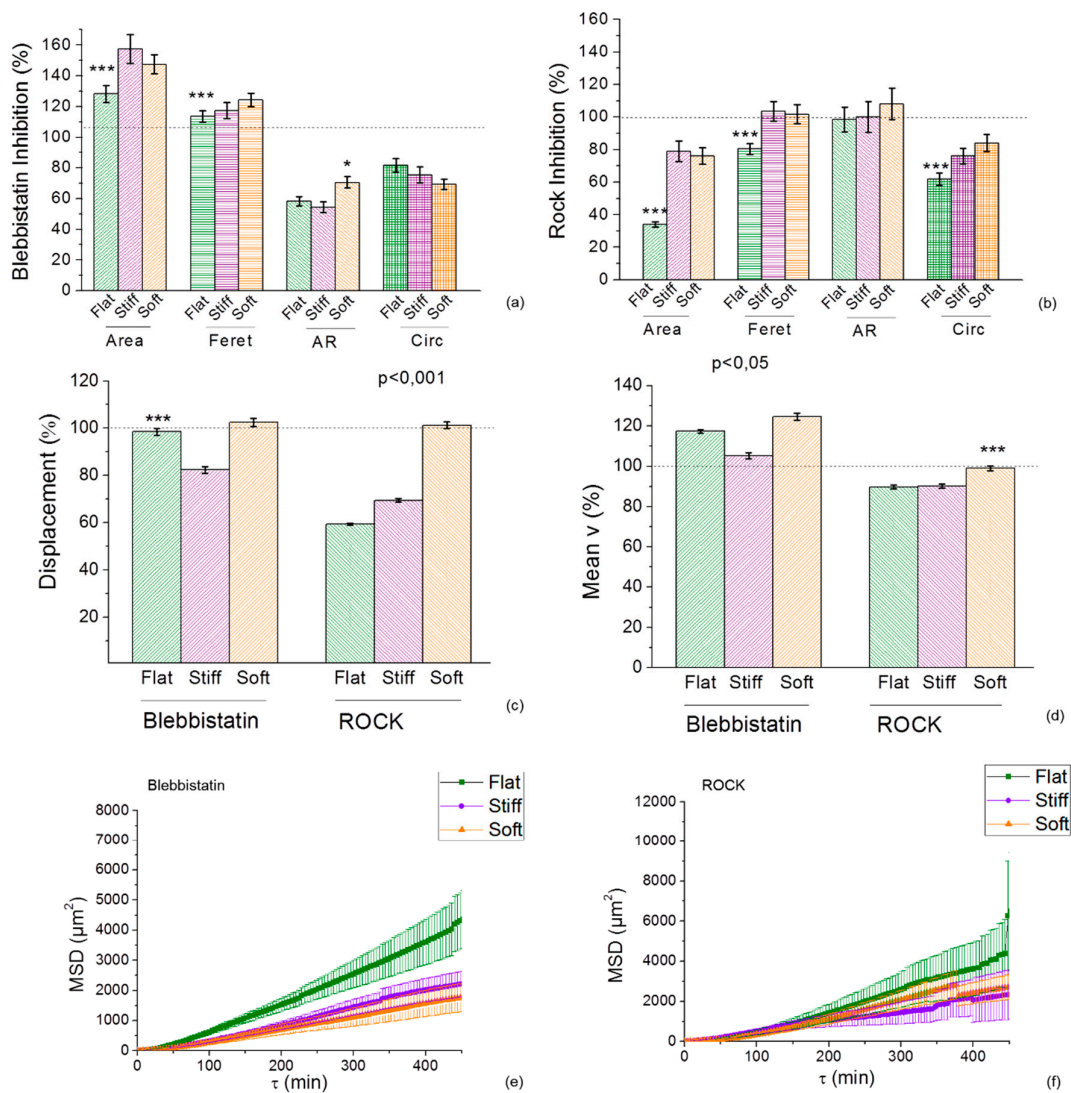 Blebbistatin Inhibition (%)
160
140
120
100
80
60
40
20
0
***
***
*
Flat Stiff Soft Flat Stiff Soft Flat Stiff Soft Flat Stiff Soft
Area Feret AR Circ
(a)
Rock Inhibition (%)
160
140
120
100
80
60
40
20
0
***
***
***
Flat Stiff Soft Flat Stiff Soft Flat Stiff Soft Flat Stiff Soft
Area Feret AR Circ
(b)
p<0,001
Displacement (%)
120
100
80
60
40
20
***
Flat Stiff Soft Flat Stiff Soft
Blebbistatin ROCK
(c)
p<0,05
Mean v (%)
140
120
100
80
60
40
20
0
***
Flat Stiff Soft Flat Stiff Soft
Blebbistatin ROCK
(d)
Blebbistatin
Flat
Stiff
Soft
MSD (µm²)
8000
7000
6000
5000
4000
3000
2000
1000
0
0 100 200 300 400
τ (min)
(e)
ROCK
Flat
Stiff
Soft
MSD (µm²)
12000
10000
8000
6000
4000
2000
0
0 100 200 300 400
τ (min)
(f)